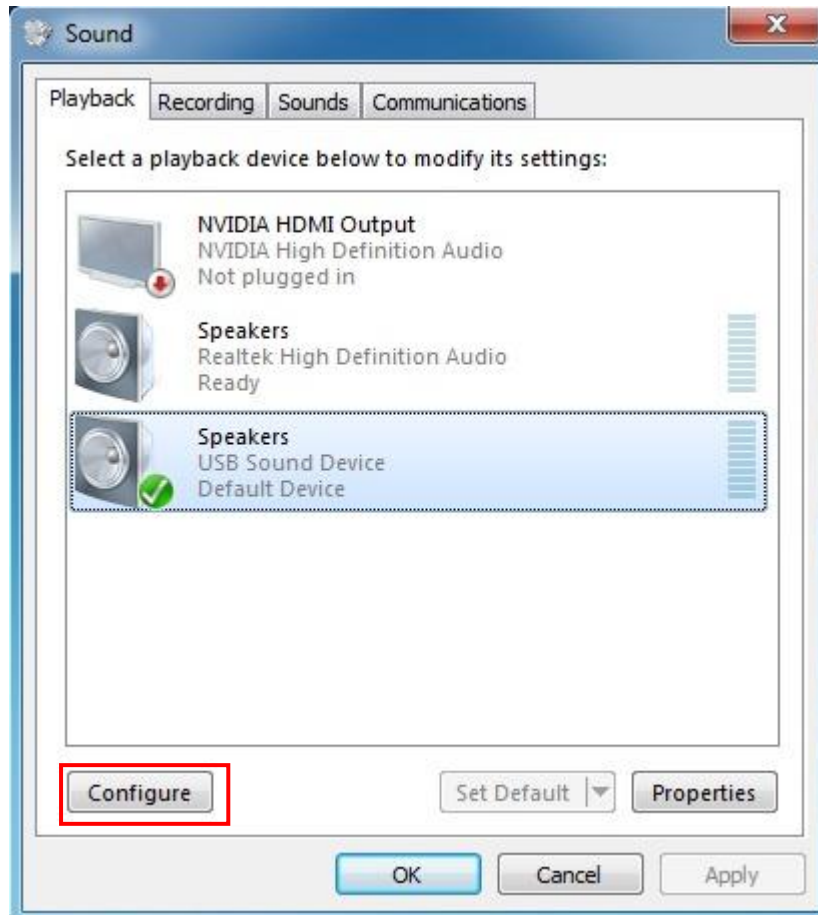 Sound
Playback Recording Sounds Communications
Select a playback device below to modify its settings:
NVIDIA HDMI Output
NVIDIA High Definition Audio
Not plugged in
Speakers
Realtek High Definition Audio
Ready
Speakers
USB Sound Device
Default Device
Configure Set Default Properties
OK Cancel Apply